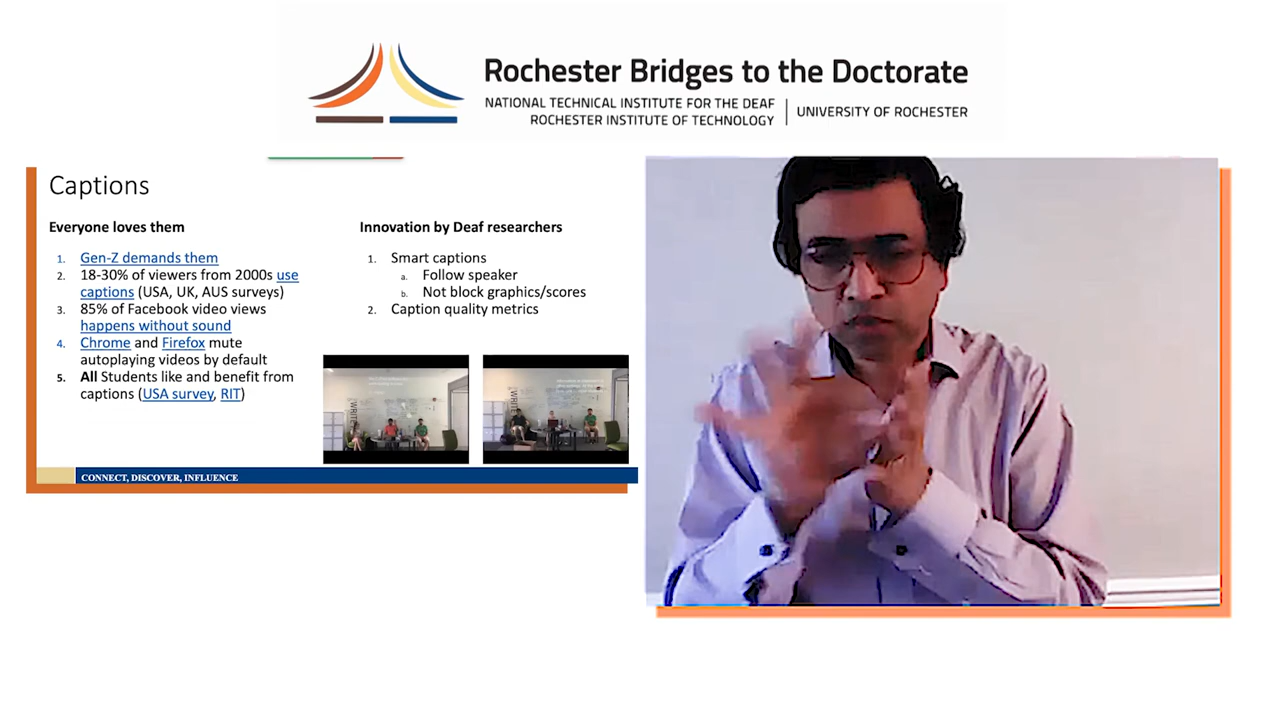 Rochester Bridges to the Doctorate
NATIONAL TECHNICAL INSTITUTE FOR THE DEAF
ROCHESTER INSTITUTE OF TECHNOLOGY
UNIVERSITY OF ROCHESTER
Captions
Everyone loves them
1. Gen-Z demands them
2. 18-30% of viewers from 2000s use
captions (USA, UK, AUS surveys)
3. 85% of Facebook video views
happens without sound
4. Chrome and Firefox mute
autoplaying videos by default
5. All Students like and benefit from
captions (USA survey, RIT)
Innovation by Deaf researchers
1. Smart captions
a. Follow speaker
b. Not block graphics/scores
2. Caption quality metrics
CONNECT, DISCOVER, INFLUENCE